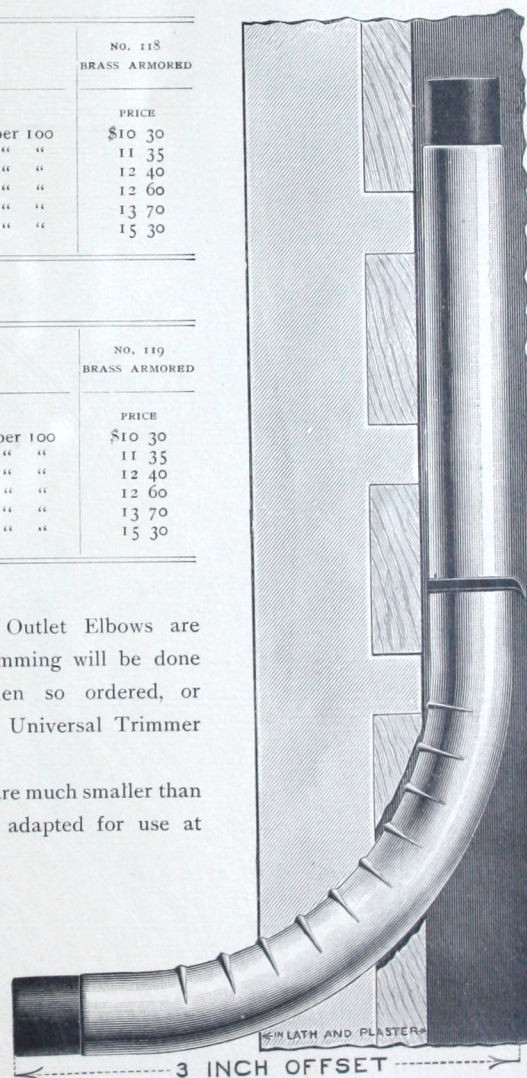 No. 118
BRASS ARMORED
PRICE
per 100 $10 30
“ “ 11 35
“ “ 12 40
“ “ 12 60
“ “ 13 70
“ “ 15 30
No. 119
BRASS ARMORED
PRICE
per 100 $10 30
“ “ 11 35
“ “ 12 40
“ “ 12 60
“ “ 13 70
“ “ 15 30
Outlet Elbows are
mming will be done
en so ordered, or
Universal Trimmer
are much smaller than
adapted for use at
IN LATH AND PLASTER
3 INCH OFFSET